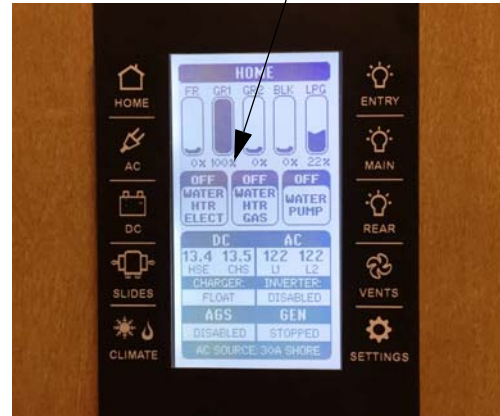 HOME
AC
DC
SLIDES
CLIMATE
HOME
FR GR1 GR2 BLK LPG
0% 100% 0% 0% 22%
OFF OFF OFF
WATER HTR ELECT
WATER HTR GAS
WATER PUMP
DC AC
13.4 13.5 122 122
HSE CHS L1 L2
CHARGER: INVERTER:
FLOAT DISABLED
AGS GEN
DISABLED STOPPED
AC SOURCE: 30A SHORE
ENTRY
MAIN
REAR
VENTS
SETTINGS